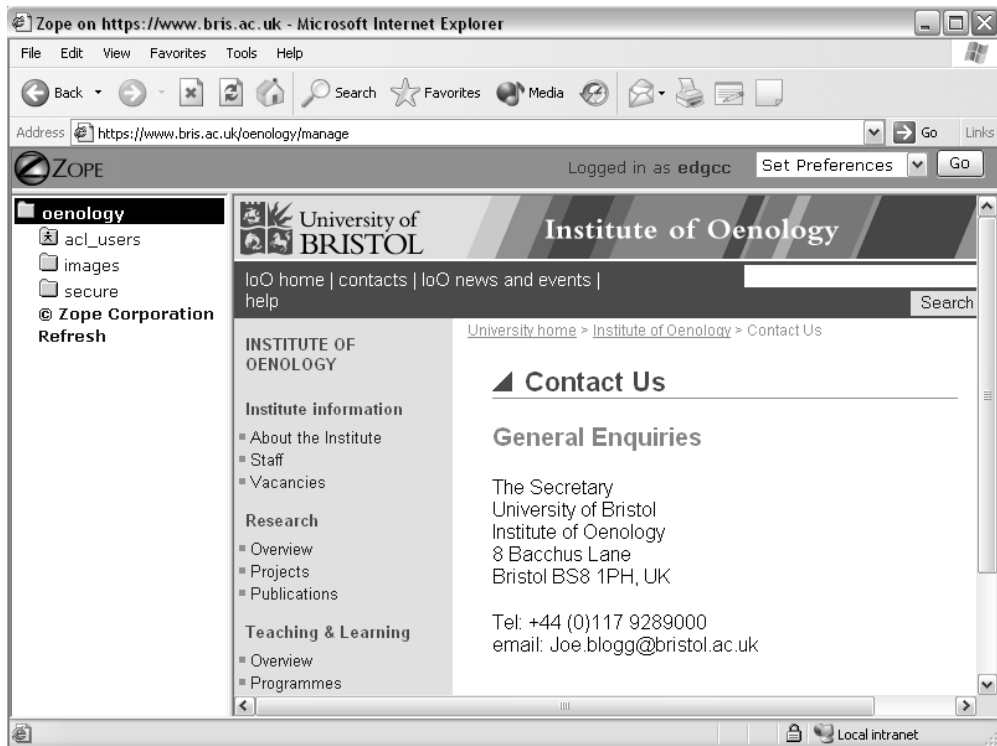 Zope on https://www.bris.ac.uk - Microsoft Internet Explorer
File Edit View Favorites Tools Help
Back Search Favorites Media
Address https://www.bris.ac.uk/oenology/manage Go Links
ZOPE Logged in as edgcc Set Preferences Go
oenology
acl_users
images
secure
© Zope Corporation
Refresh
University of
BRISTOL
Institute of Oenology
IoO home | contacts | IoO news and events |
help
Search
University home > Institute of Oenology > Contact Us
INSTITUTE OF
OENOLOGY
Institute information
About the Institute
Staff
Vacancies
Research
Overview
Projects
Publications
Teaching & Learning
Overview
Programmes
Contact Us
General Enquiries
The Secretary
University of Bristol
Institute of Oenology
8 Bacchus Lane
Bristol BS8 1PH, UK
Tel: +44 (0)117 9289000
email: Joe.blogg@bristol.ac.uk
Local intranet